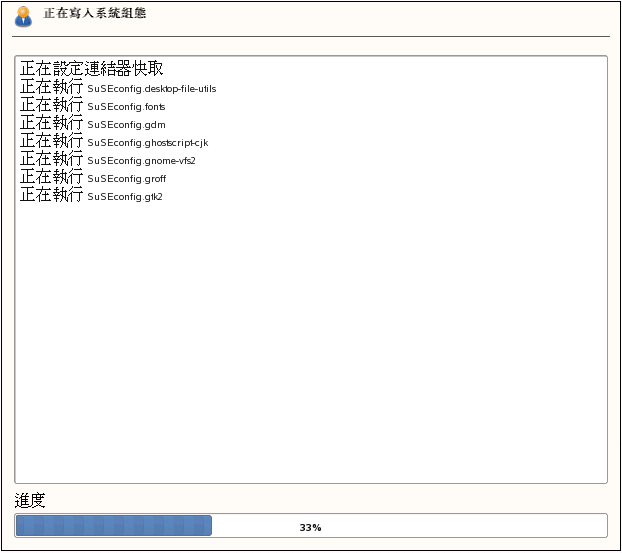 正在寫入系統組態
正在設定連結器快取
正在執行 SuSEconfig.desktop-file-utils
正在執行 SuSEconfig.fonts
正在執行 SuSEconfig.gdm
正在執行 SuSEconfig.ghostscript-cjk
正在執行 SuSEconfig.gnome-vfs2
正在執行 SuSEconfig.groff
正在執行 SuSEconfig.gtk2
進度
33%